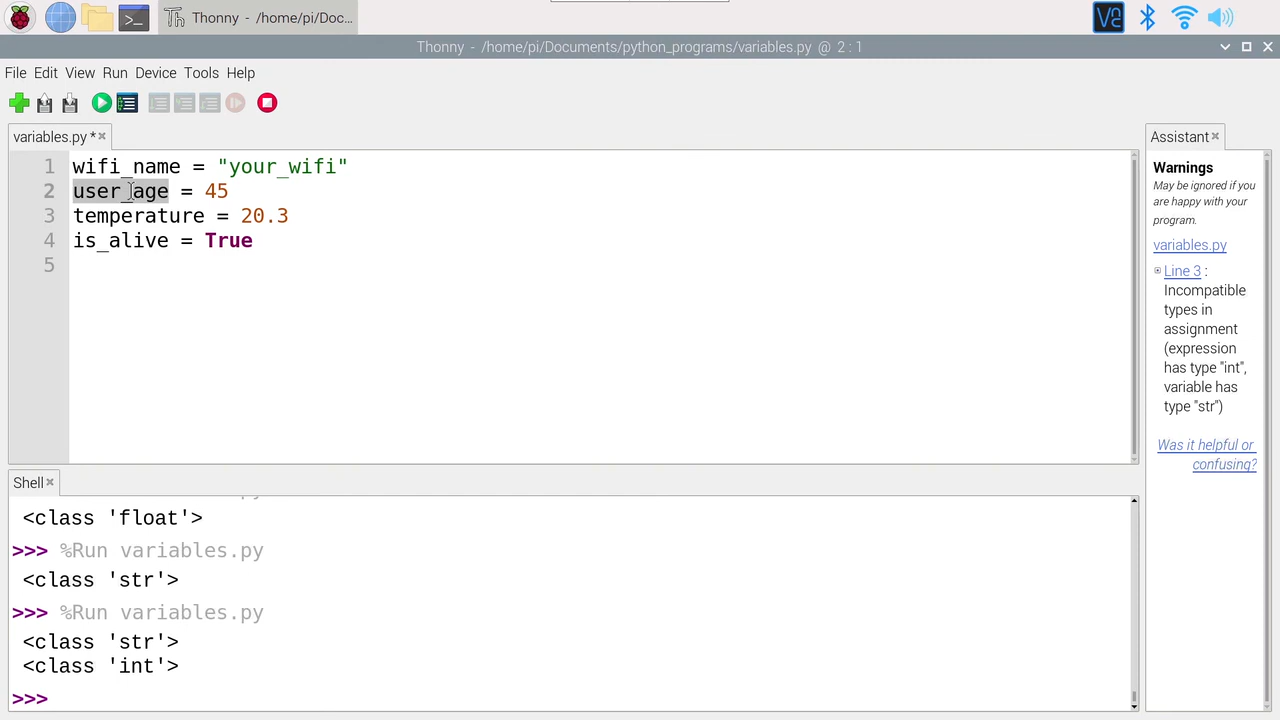 Thonny - /home/pi/Doc...
Thonny - /home/pi/Documents/python_programs/variables.py @ 2 : 1
File Edit View Run Device Tools Help
variables.py *
1 wifi_name = "your_wifi"
2 user_age = 45
3 temperature = 20.3
4 is_alive = True
5
Shell
<class 'float'>
>>> %Run variables.py
<class 'str'>
>>> %Run variables.py
<class 'str'>
<class 'int'>
>>>
Assistant
Warnings
May be ignored if you
are happy with your
program.
variables.py
Line 3 :
Incompatible
types in
assignment
(expression
has type "int",
variable has
type "str")
Was it helpful or
confusing?